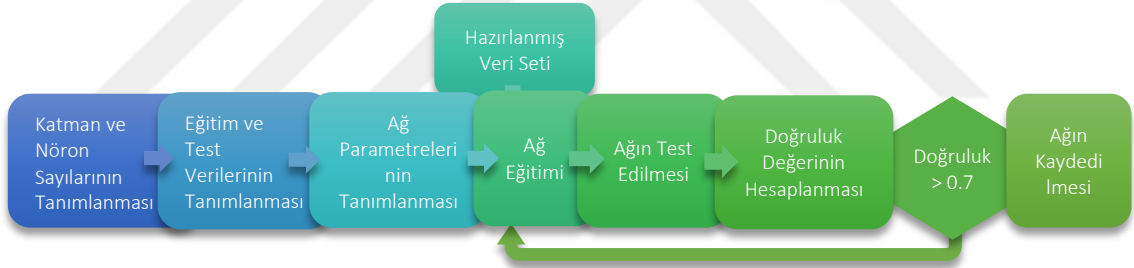 Hazırlanmış
Veri Seti
Katman ve
Nöron
Sayılarının
Tanımlanması
Eğitim ve
Test
Verilerinin
Tanımlanması
Ağ
Parametreleri
nin
Tanımlanması
Ağ
Eğitimi
Ağın Test
Edilmesi
Doğruluk
Değerinin
Hesaplanması
Doğruluk
> 0.7
Ağın
Kaydedi
lmesi